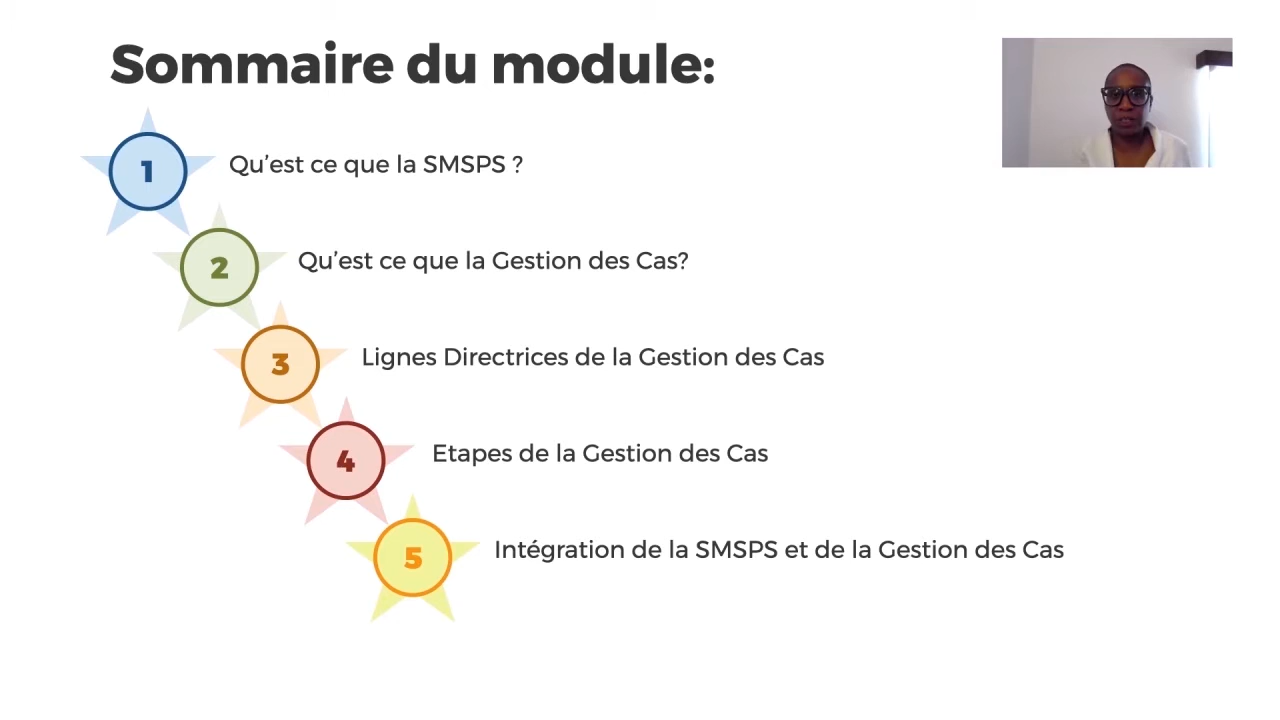 Sommaire du module:
1
Qu’est ce que la SMSPS ?
2
Qu’est ce que la Gestion des Cas?
3
Lignes Directrices de la Gestion des Cas
4
Etapes de la Gestion des Cas
5
Intégration de la SMSPS et de la Gestion des Cas